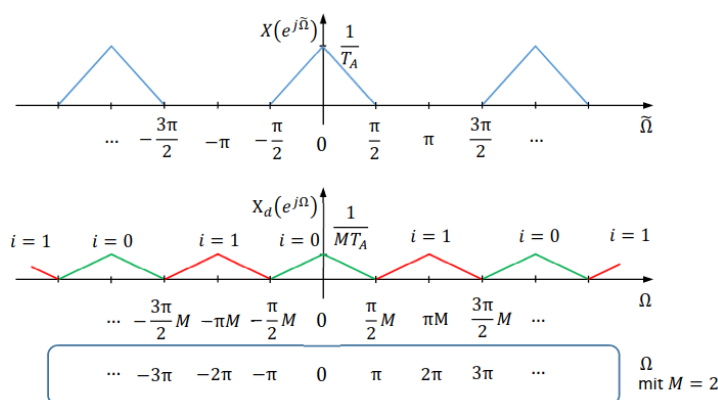 X(e^{jΩ̃}) 1/T_A
... −3π/2 −π −π/2 0 π/2 π 3π/2 ... Ω̃
X_d(e^{jΩ}) 1/MT_A
i = 1 i = 0 i = 1 i = 0 i = 1 i = 0 i = 1
Ω
... −3π/2 M −πM −π/2 M 0 π/2 M πM 3π/2 M ...
... −3π −2π −π 0 π 2π 3π ... Ω
mit M = 2